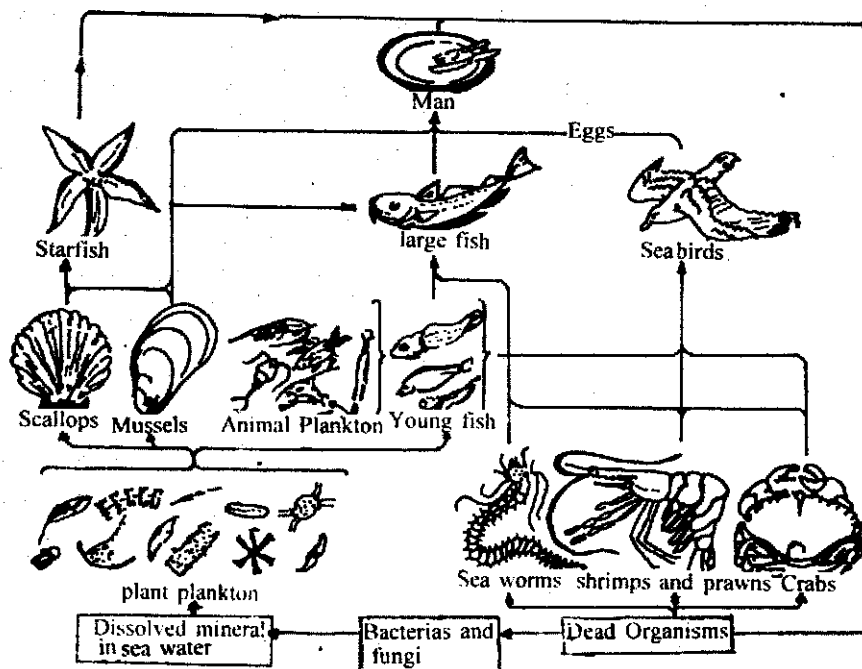 Man
Eggs
Starfish
large fish
Sea birds
Scallops
Mussels
Animal Plankton
Young fish
Sea worms
shrimps and prawns
Crabs
plant plankton
Dissolved mineral
in sea water
Bacterias and
fungi
Dead Organisms